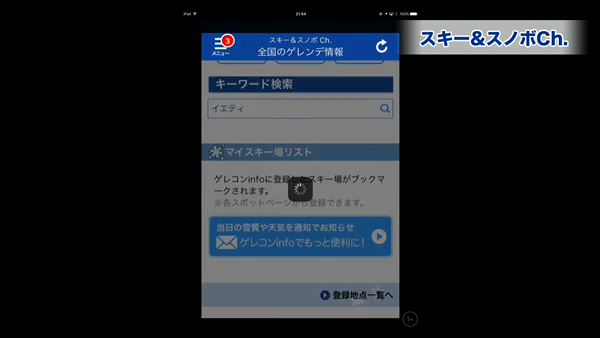 iPad
21:54
100%
スキー&スノボCh.
3
メニュー
スキー&スノボ Ch.
全国のゲレンデ情報
キーワード検索
イエティ
マイスキー場リスト
ゲレコンinfoに登録したスキー場がブックマ
ークされます。
※各スポットページから登録できます。
当日の雪質や天気を通知でお知らせ
ゲレコンinfoでもっと便利に!
登録地点一覧へ
1×